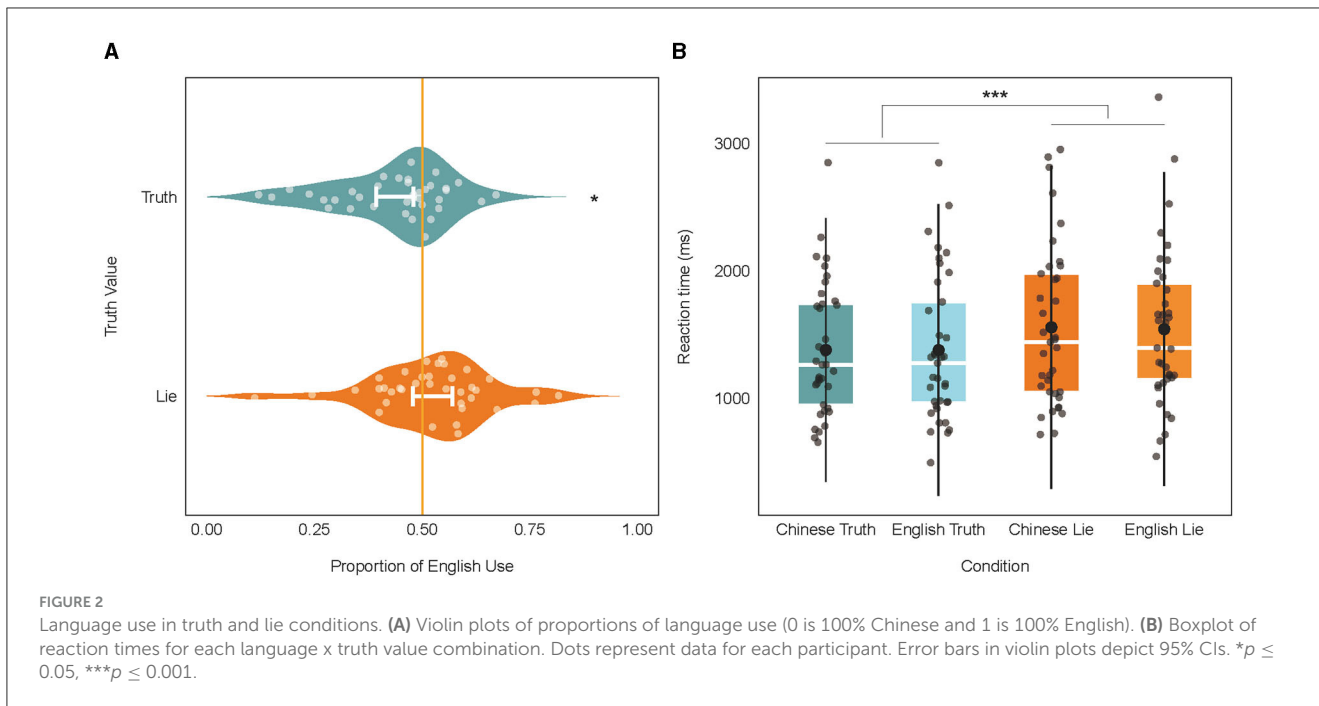 A
Truth Value
Truth
Lie
*
0.00 0.25 0.50 0.75 1.00
Proportion of English Use
B
Reaction time (ms)
3000
2000
1000
***
Chinese Truth English Truth Chinese Lie English Lie
Condition
FIGURE 2
Language use in truth and lie conditions. (A) Violin plots of proportions of language use (0 is 100% Chinese and 1 is 100% English). (B) Boxplot of
reaction times for each language x truth value combination. Dots represent data for each participant. Error bars in violin plots depict 95% CIs. *p ≤
0.05, ***p ≤ 0.001.